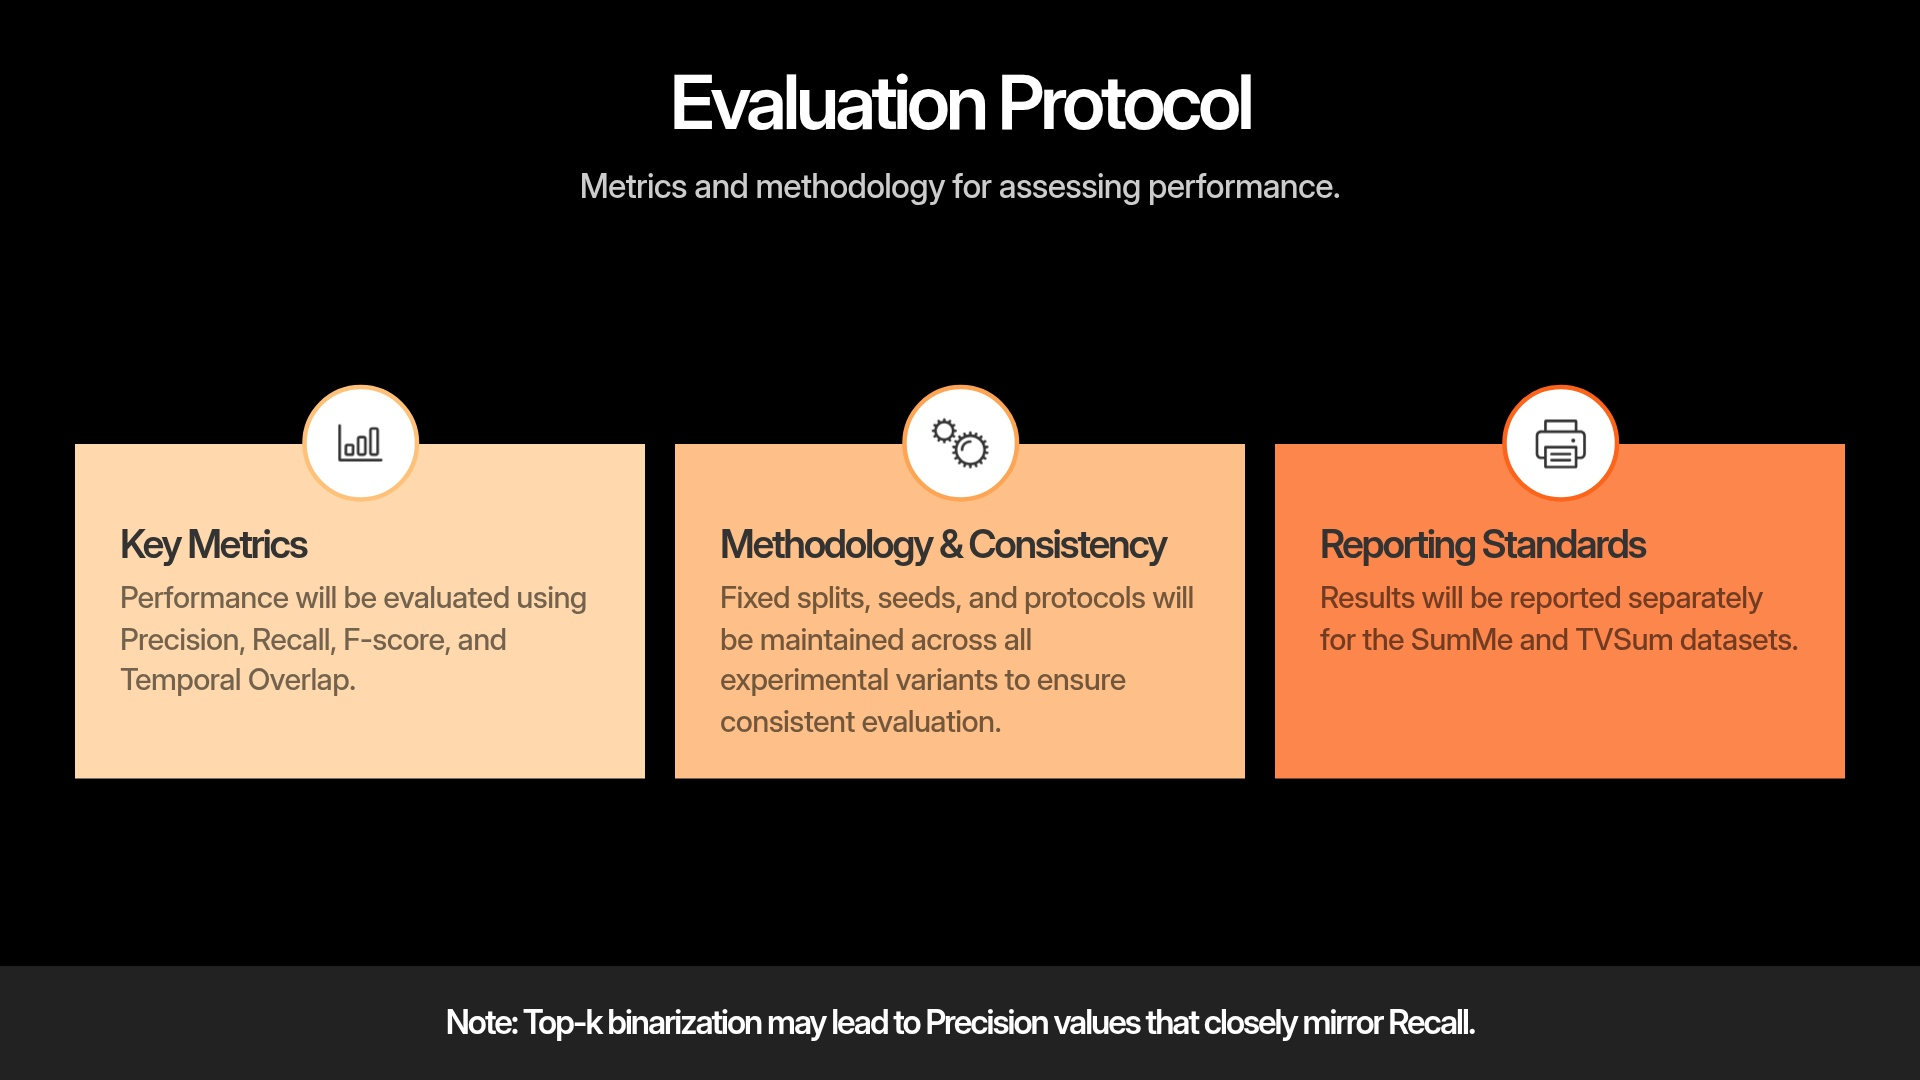 Evaluation Protocol
Metrics and methodology for assessing performance.
Key Metrics
Performance will be evaluated using
Precision, Recall, F-score, and
Temporal Overlap.
Methodology & Consistency
Fixed splits, seeds, and protocols will
be maintained across all
experimental variants to ensure
consistent evaluation.
Reporting Standards
Results will be reported separately
for the SumMe and TVSum datasets.
Note: Top-k binarization may lead to Precision values that closely mirror Recall.